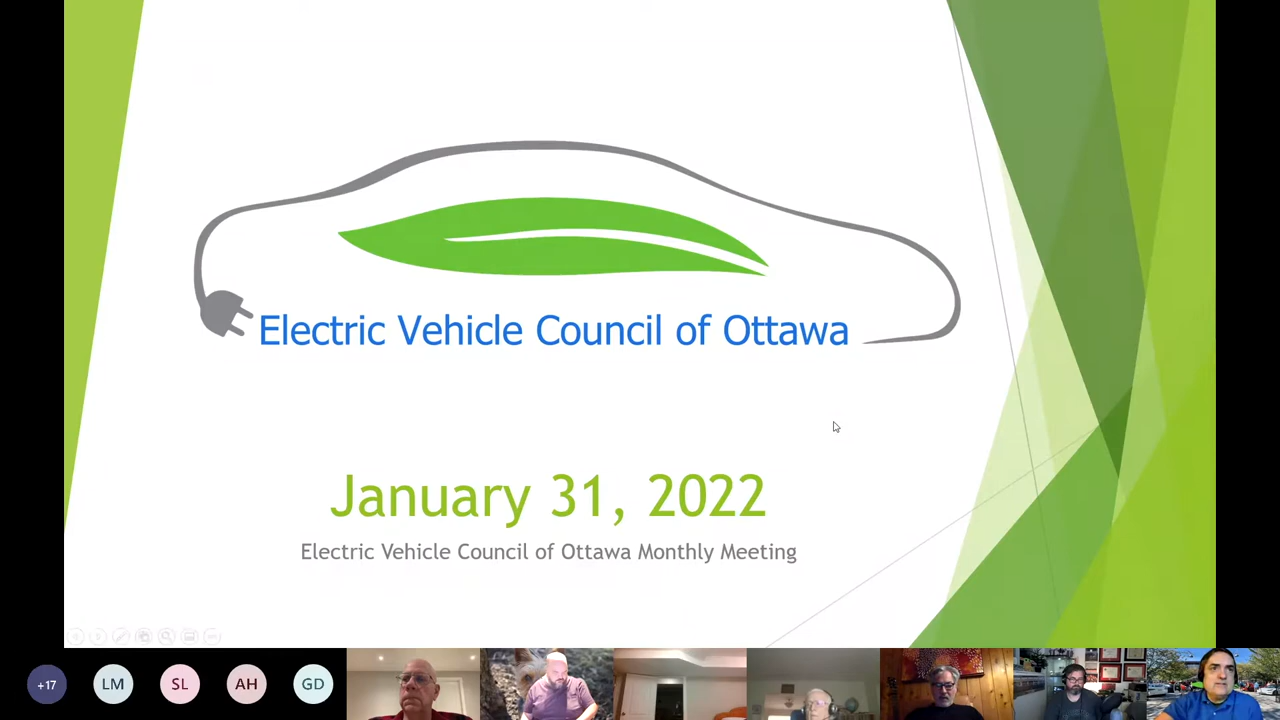 Electric Vehicle Council of Ottawa
January 31, 2022
Electric Vehicle Council of Ottawa Monthly Meeting
+17
LM
SL
AH
GD